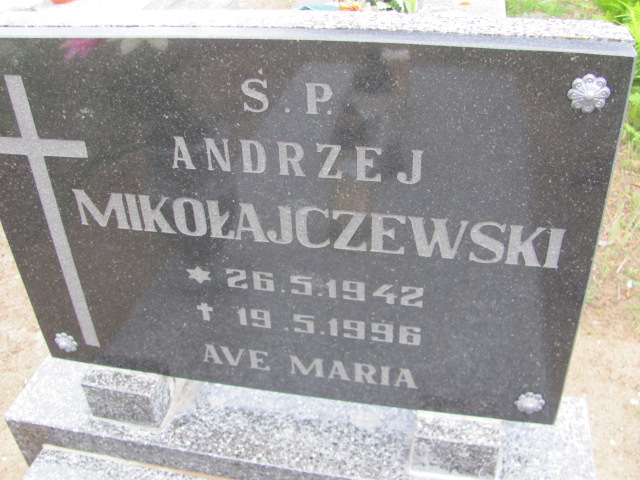 Ś.P.
ANDRZEJ
MIKOŁAJCZEWSKI
* 26.5.1942
† 19.5.1996
AVE MARIA